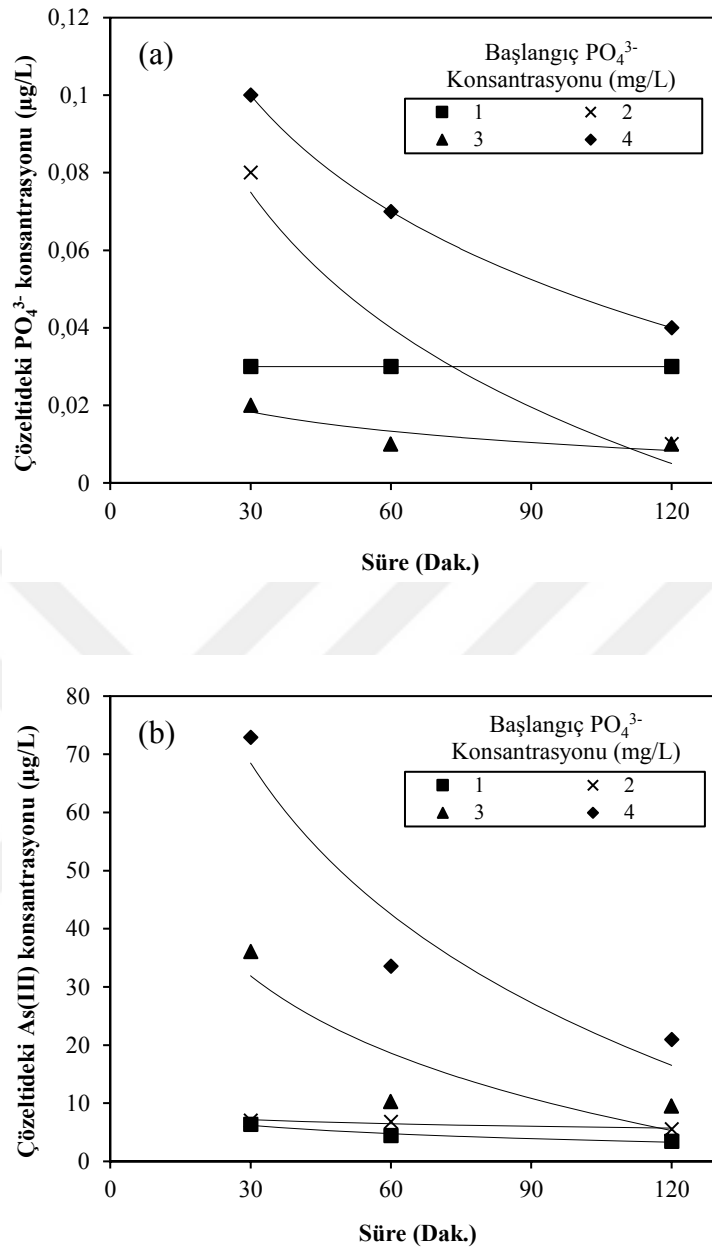 (a)
Başlangıç PO₄³⁻
Konsantrasyonu (mg/L)
1 2
3 4
Çözeltideki PO₄³⁻ konsantrasyonu (µg/L)
0,12
0,1
0,08
0,06
0,04
0,02
0
0 30 60 90 120
Süre (Dak.)
(b)
Başlangıç PO₄³⁻
Konsantrasyonu (mg/L)
1 2
3 4
Çözeltideki As(III) konsantrasyonu (µg/L)
80
70
60
50
40
30
20
10
0
0 30 60 90 120
Süre (Dak.)